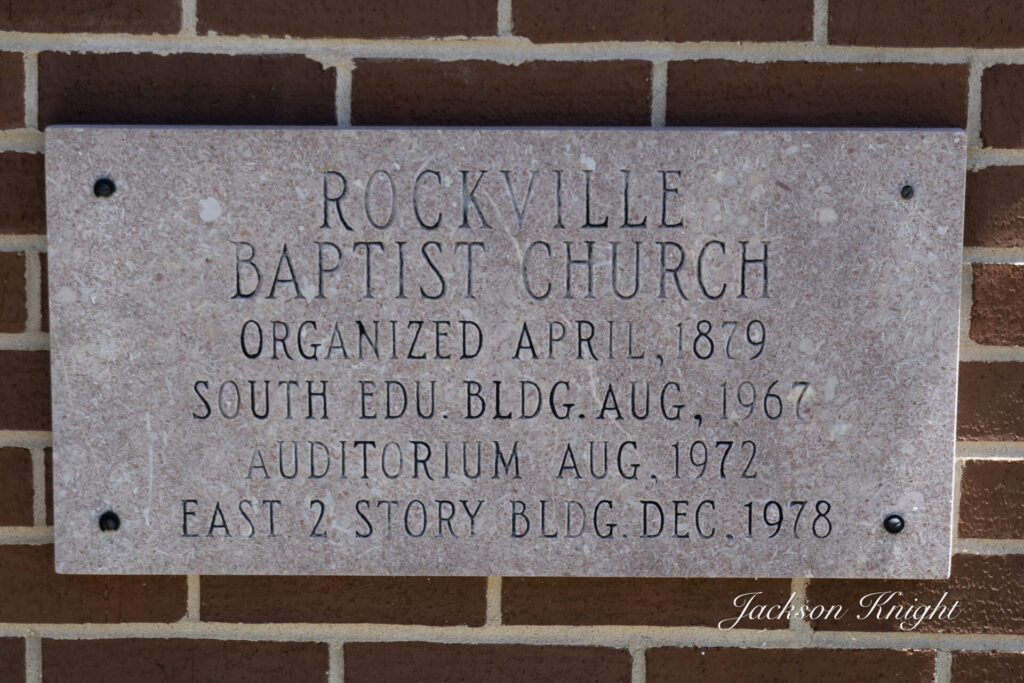 ROCKVILLE
BAPTIST CHURCH
ORGANIZED APRIL, 1879
SOUTH EDU. BLDG. AUG, 1967
AUDITORIUM AUG, 1972
EAST 2 STORY BLDG. DEC, 1978
Jackson Knight